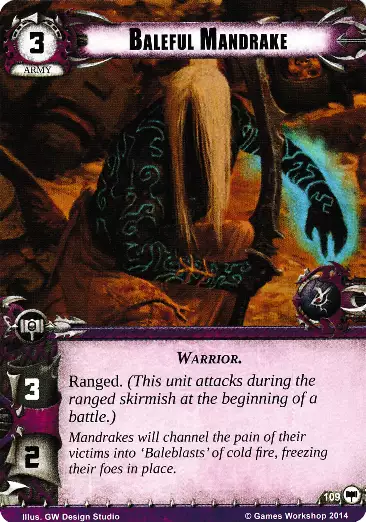 3
BALEFUL MANDRAKE
ARMY
WARRIOR.
3
Ranged. (This unit attacks during the
ranged skirmish at the beginning of a
battle.)
2
Mandrakes will channel the pain of their
victims into ‘Baleblasts’ of cold fire, freezing
their foes in place.
109
Illus. GW Design Studio
© Games Workshop 2014